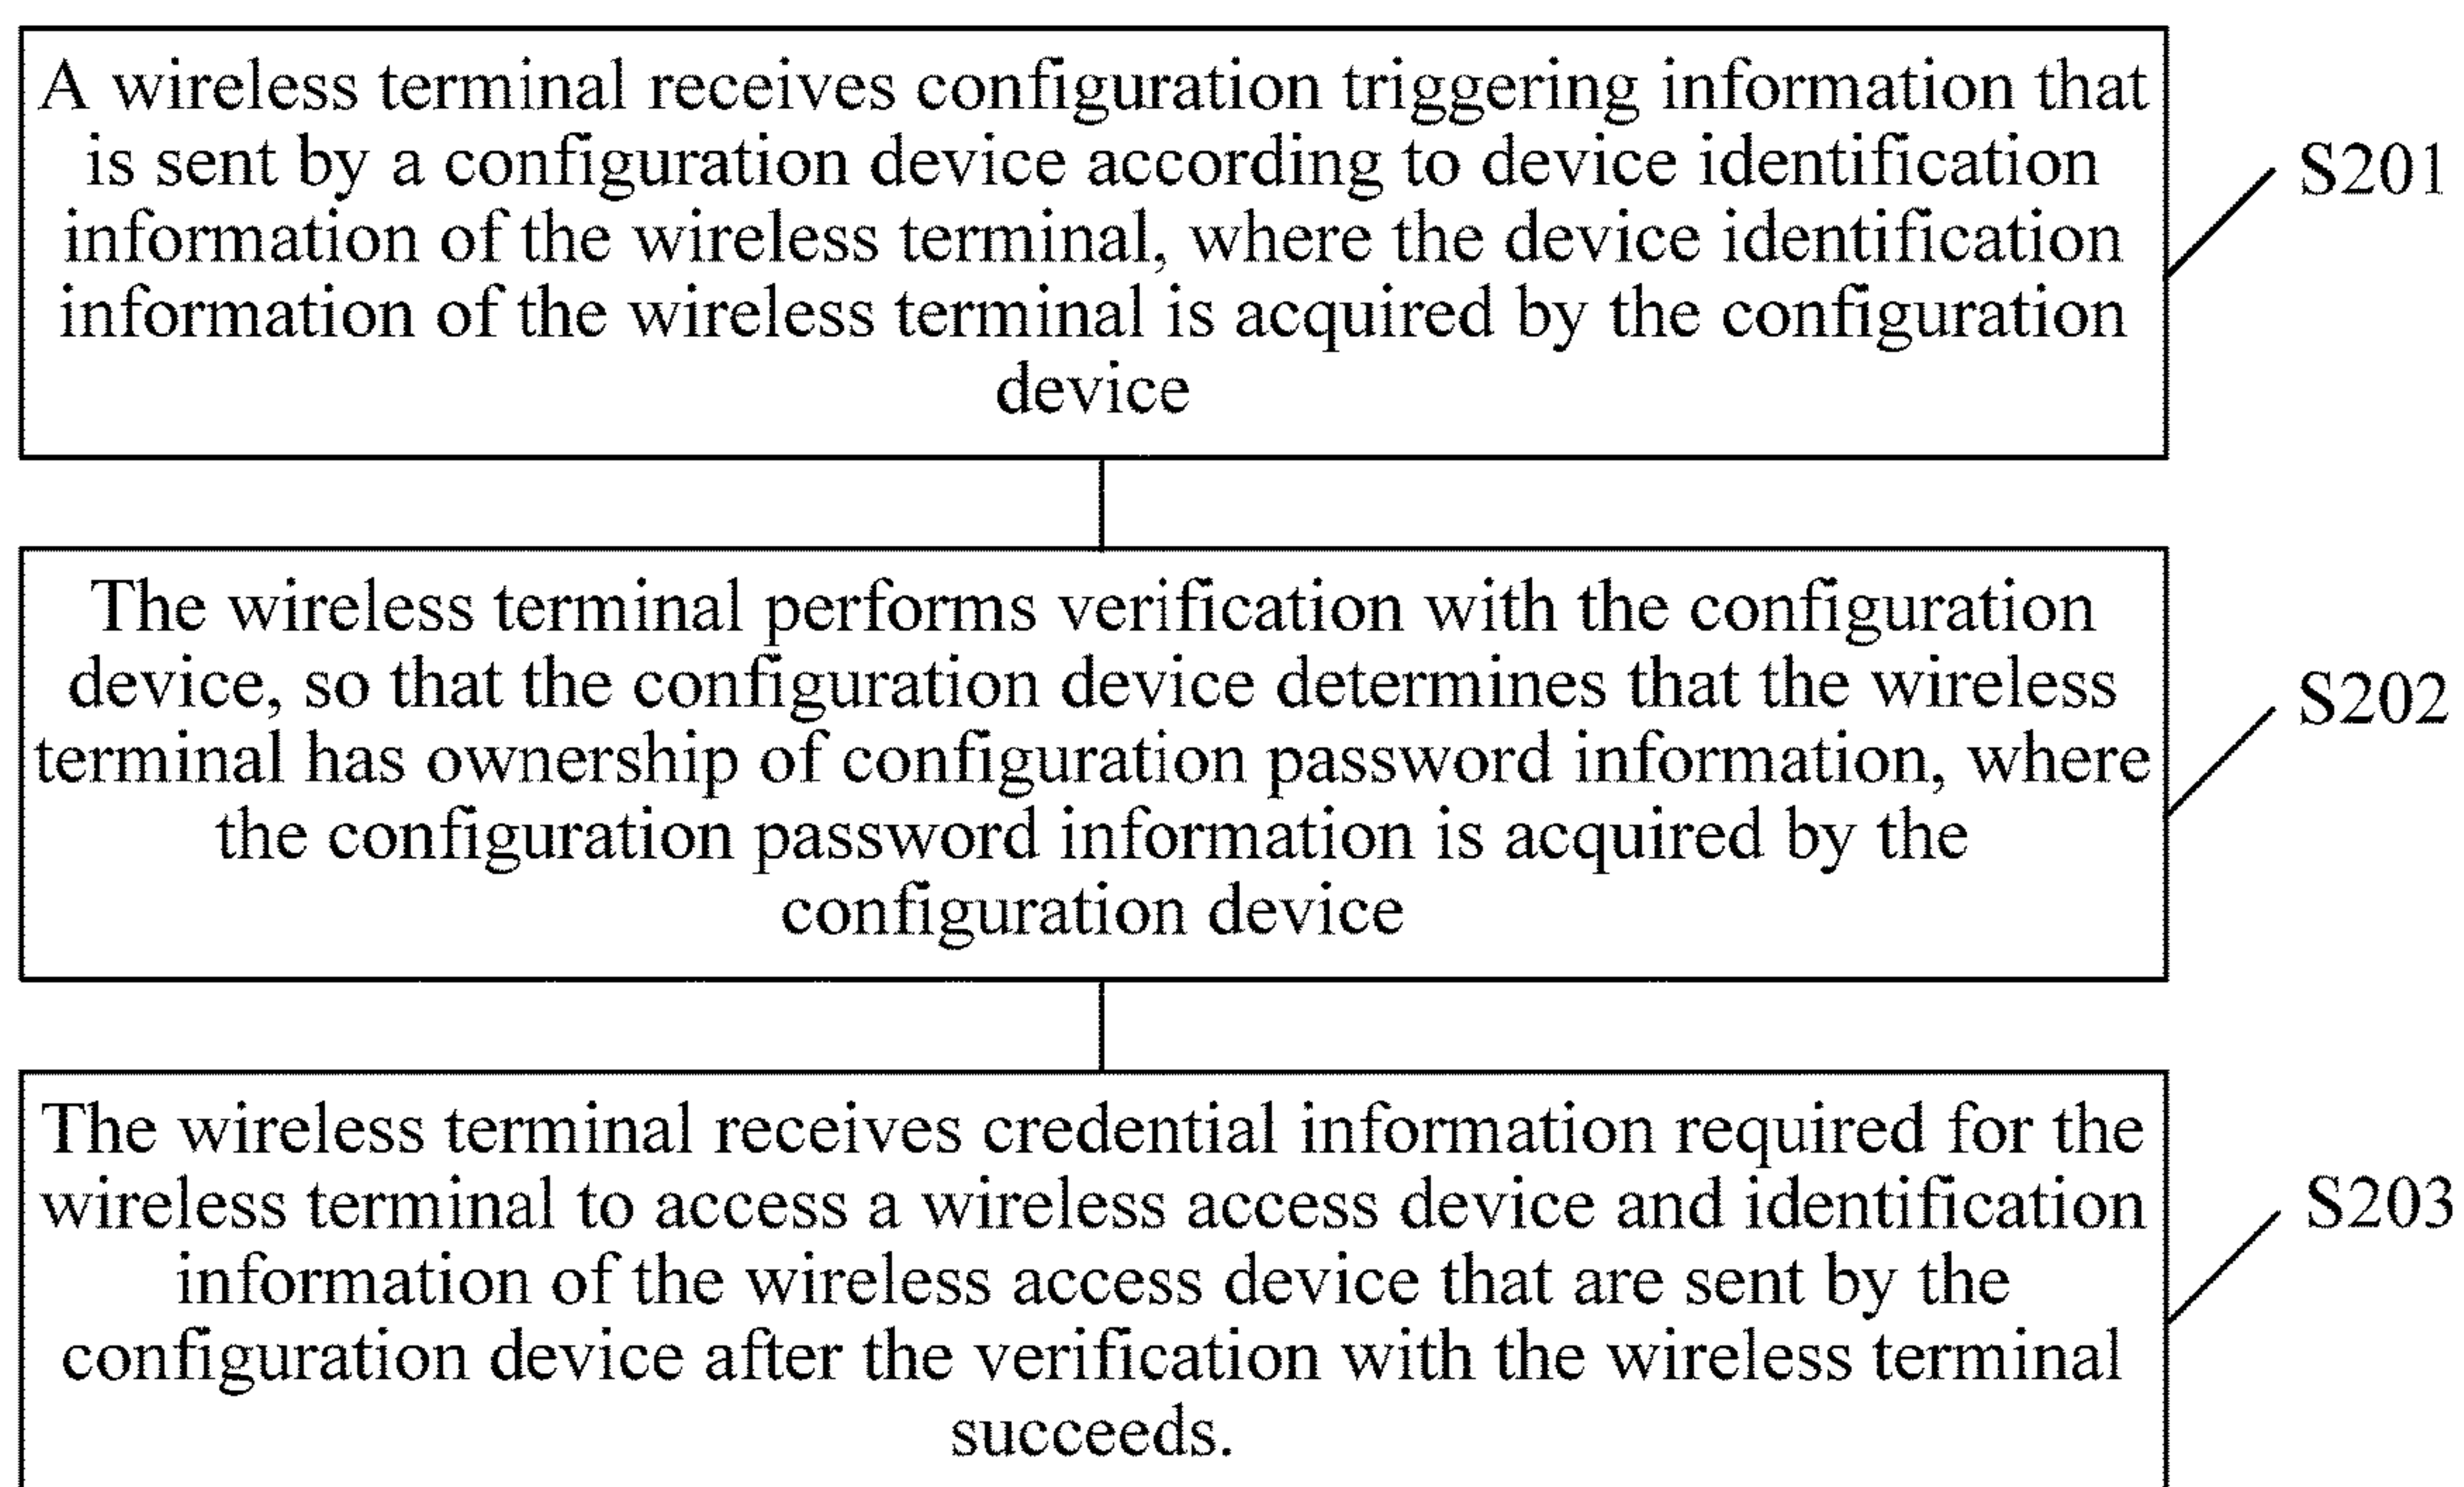 A wireless terminal receives configuration triggering information that
is sent by a configuration device according to device identification
information of the wireless terminal, where the device identification
information of the wireless terminal is acquired by the configuration
device
S201
The wireless terminal performs verification with the configuration
device, so that the configuration device determines that the wireless
terminal has ownership of configuration password information, where
the configuration password information is acquired by the
configuration device
S202
The wireless terminal receives credential information required for the
wireless terminal to access a wireless access device and identification
information of the wireless access device that are sent by the
configuration device after the verification with the wireless terminal
succeeds.
S203